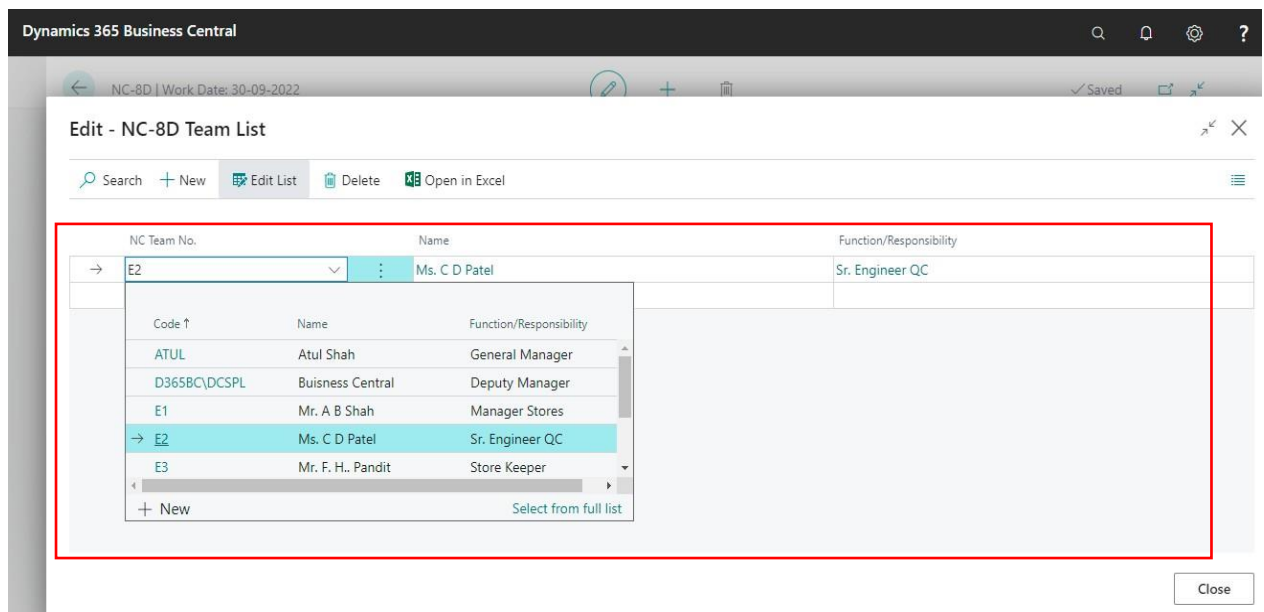 Dynamics 365 Business Central ?
NC-8D | Work Date: 30-09-2022 Saved
Edit - NC-8D Team List
Search New Edit List Delete Open in Excel
NC Team No. Name Function/Responsibility
E2 Ms. C D Patel Sr. Engineer QC
Code Name Function/Responsibility
ATUL Atul Shah General Manager
D365BC\DCSPL Buisness Central Deputy Manager
E1 Mr. A B Shah Manager Stores
E2 Ms. C D Patel Sr. Engineer QC
E3 Mr. F. H.. Pandit Store Keeper
New Select from full list
Close